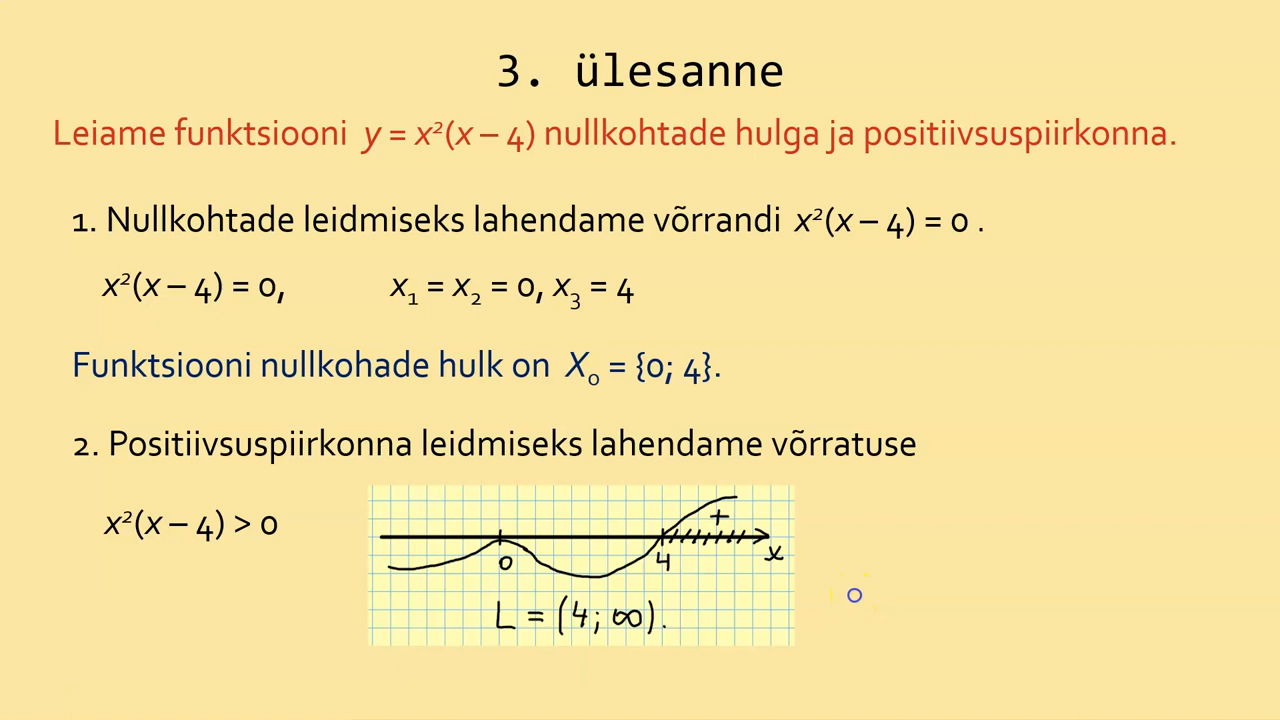 3. ülesanne
Leiame funktsiooni y = x²(x – 4) nullkohtade hulga ja positiivsuspiirkonna.
1. Nullkohtade leidmiseks lahendame võrrandi x²(x – 4) = 0 .
x²(x – 4) = 0, x₁ = x₂ = 0, x₃ = 4
Funktsiooni nullkohade hulk on X₀ = {0; 4}.
2. Positiivsuspiirkonna leidmiseks lahendame võrratuse
x²(x – 4) > 0
+
0 4 x
L = (4; ∞).